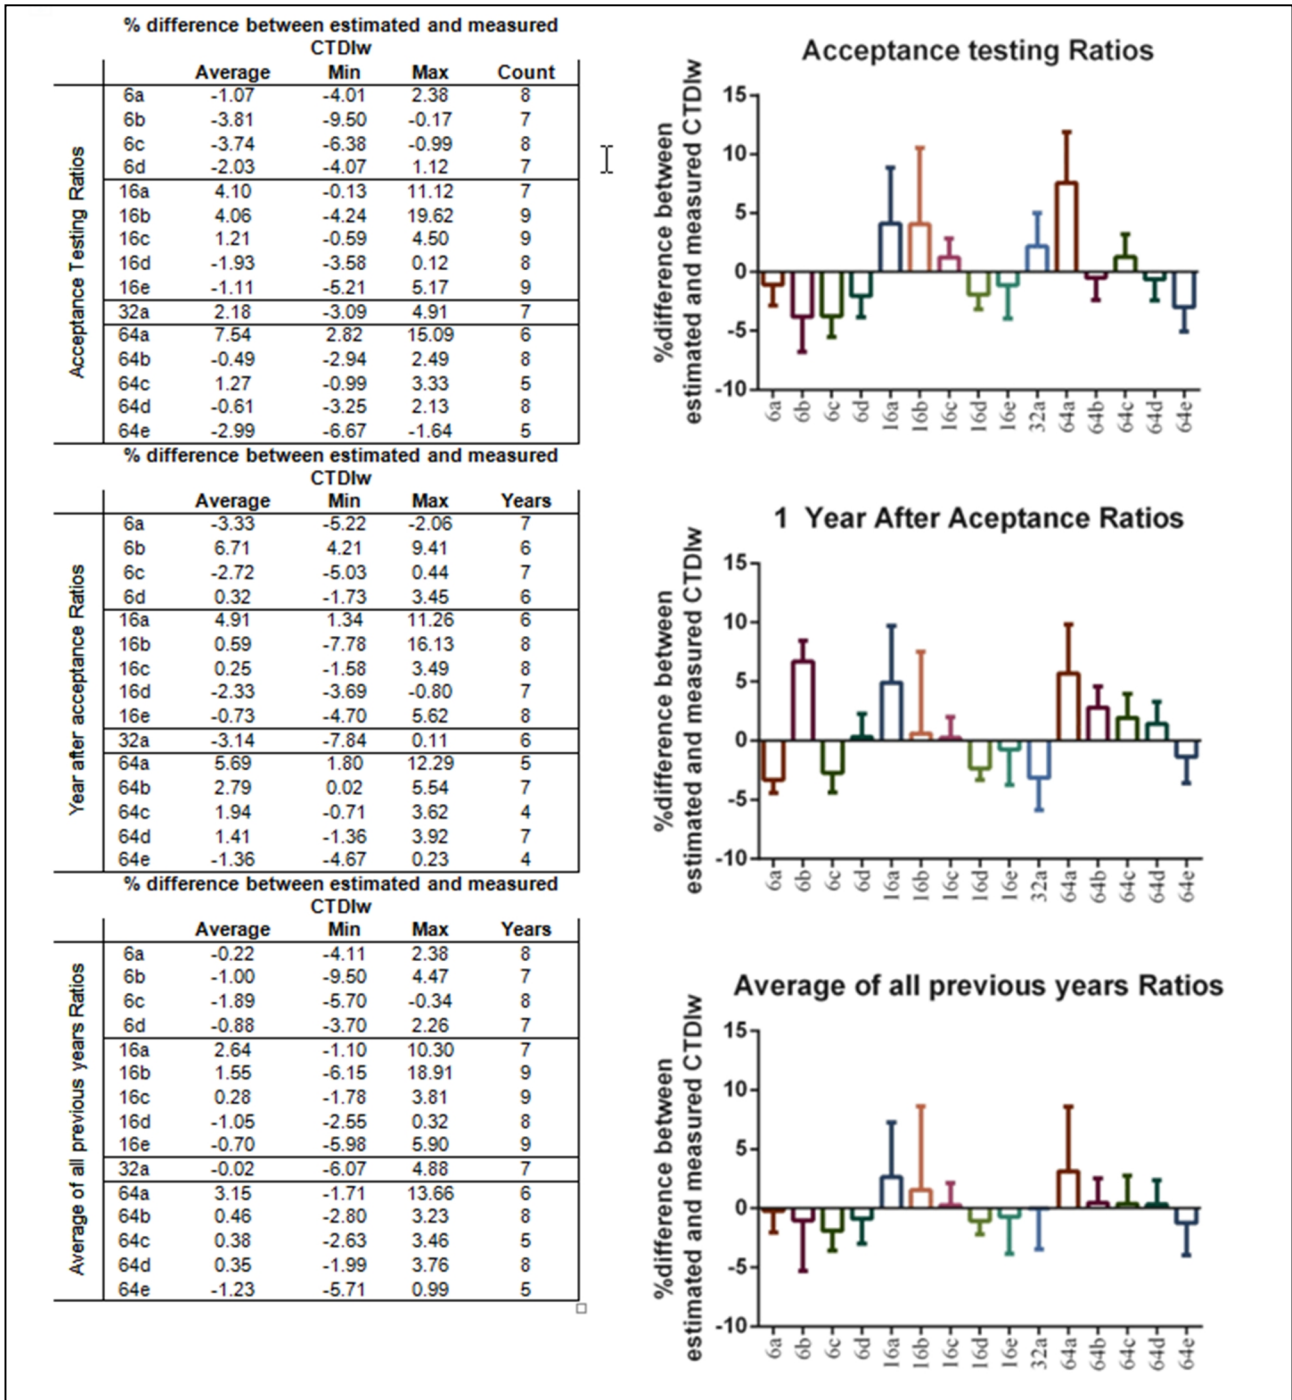 % difference between estimated and measured
CTDIw
Average Min Max Count
Acceptance Testing Ratios
6a -1.07 -4.01 2.38 8
6b -3.81 -9.50 -0.17 7
6c -3.74 -6.38 -0.99 8
6d -2.03 -4.07 1.12 7
16a 4.10 -0.13 11.12 7
16b 4.06 -4.24 19.62 9
16c 1.21 -0.59 4.50 9
16d -1.93 -3.58 0.12 8
16e -1.11 -5.21 5.17 9
32a 2.18 -3.09 4.91 7
64a 7.54 2.82 15.09 6
64b -0.49 -2.94 2.49 8
64c 1.27 -0.99 3.33 5
64d -0.61 -3.25 2.13 8
64e -2.99 -6.67 -1.64 5
% difference between estimated and measured
CTDIw
Average Min Max Years
Year after acceptance Ratios
6a -3.33 -5.22 -2.06 7
6b 6.71 4.21 9.41 6
6c -2.72 -5.03 0.44 7
6d 0.32 -1.73 3.45 6
16a 4.91 1.34 11.26 6
16b 0.59 -7.78 16.13 8
16c 0.25 -1.58 3.49 8
16d -2.33 -3.69 -0.80 7
16e -0.73 -4.70 5.62 8
32a -3.14 -7.84 0.11 6
64a 5.69 1.80 12.29 5
64b 2.79 0.02 5.54 7
64c 1.94 -0.71 3.62 4
64d 1.41 -1.36 3.92 7
64e -1.36 -4.67 0.23 4
% difference between estimated and measured
CTDIw
Average Min Max Years
Average of all previous years Ratios
6a -0.22 -4.11 2.38 8
6b -1.00 -9.50 4.47 7
6c -1.89 -5.70 -0.34 8
6d -0.88 -3.70 2.26 7
16a 2.64 -1.10 10.30 7
16b 1.55 -6.15 18.91 9
16c 0.28 -1.78 3.81 9
16d -1.05 -2.55 0.32 8
16e -0.70 -5.98 5.90 9
32a -0.02 -6.07 4.88 7
64a 3.15 -1.71 13.66 6
64b 0.46 -2.80 3.23 8
64c 0.38 -2.63 3.46 5
64d 0.35 -1.99 3.76 8
64e -1.23 -5.71 0.99 5
Acceptance testing Ratios
%difference between
estimated and measured CTDIw
15
10
5
0
-5
-10
6a 6b 6c 6d 16a 16b 16c 16d 16e 32a 64a 64b 64c 64d 64e
1 Year After Aceptance Ratios
%difference between
estimated and measured CTDIw
15
10
5
0
-5
-10
6a 6b 6c 6d 16a 16b 16c 16d 16e 32a 64a 64b 64c 64d 64e
Average of all previous years Ratios
%difference between
estimated and measured CTDIw
15
10
5
0
-5
-10
6a 6b 6c 6d 16a 16b 16c 16d 16e 32a 64a 64b 64c 64d 64e